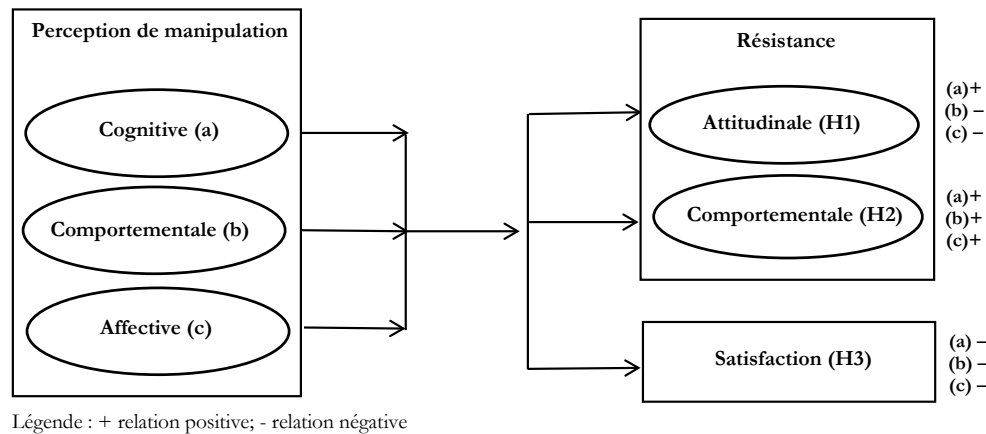 Perception de manipulation
Cognitive (a)
Comportementale (b)
Affective (c)
Résistance
Attitudinale (H1)
(a)+
(b) –
(c) –
Comportementale (H2)
(a)+
(b)+
(c)+
Satisfaction (H3)
(a) –
(b) –
(c) –
Légende : + relation positive; - relation négative